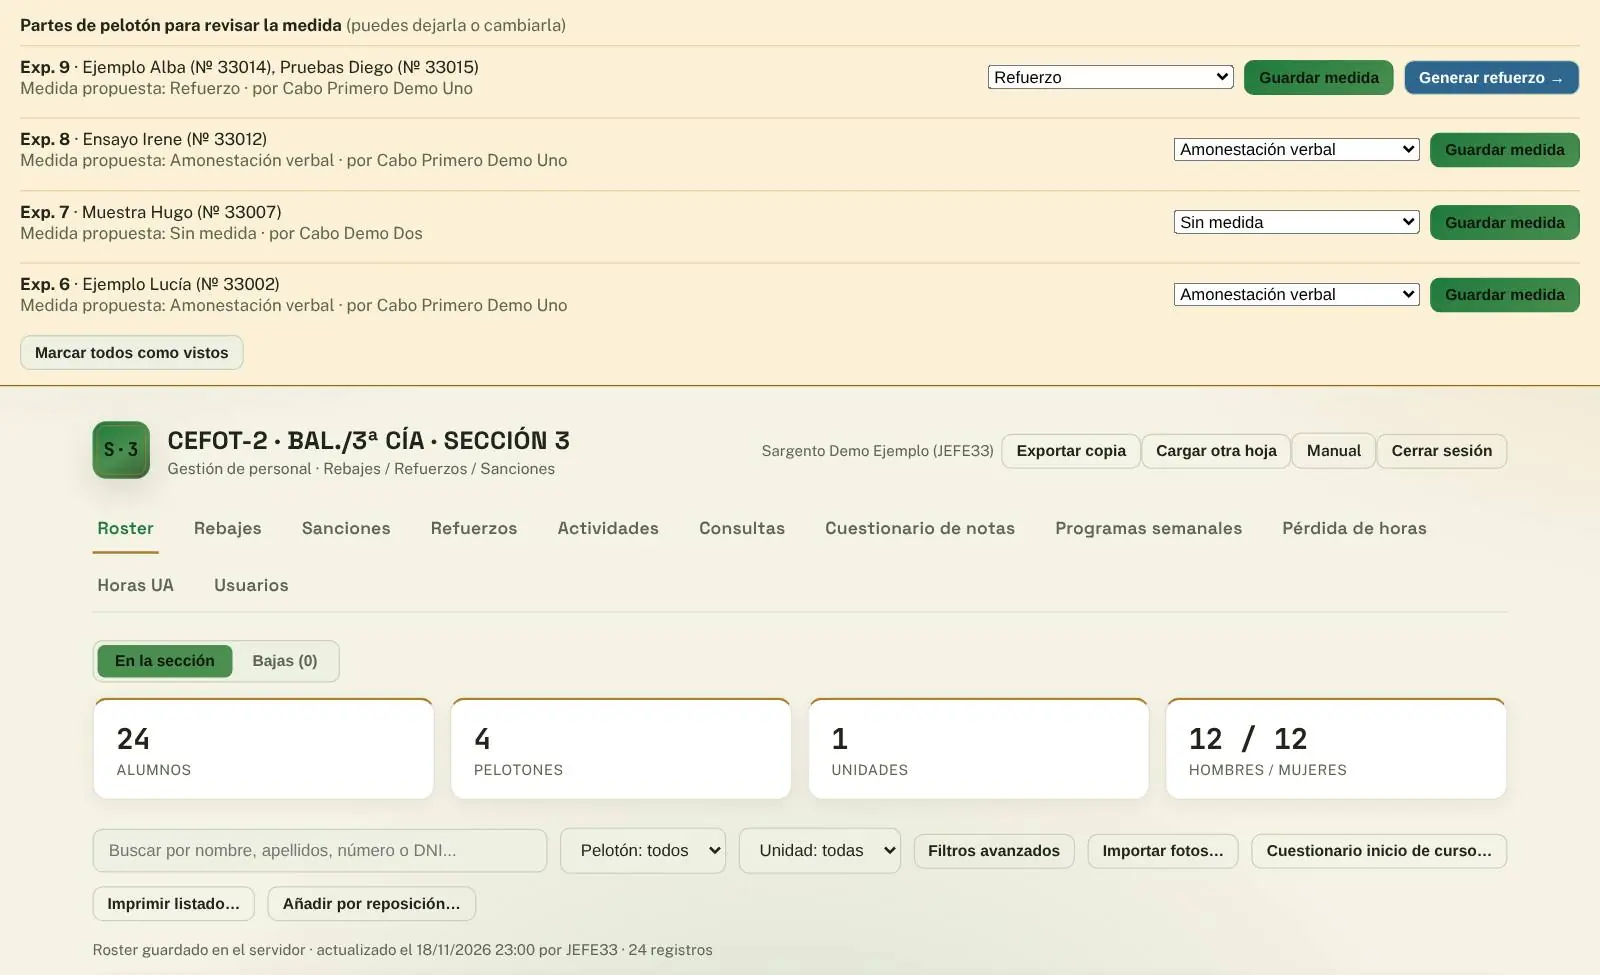 Partes de pelotón para revisar la medida (puedes dejarla o cambiarla)
Exp. 9 · Ejemplo Alba (Nº 33014), Pruebas Diego (Nº 33015)
Medida propuesta: Refuerzo · por Cabo Primero Demo Uno
Refuerzo
Guardar medida
Generar refuerzo →
Exp. 8 · Ensayo Irene (Nº 33012)
Medida propuesta: Amonestación verbal · por Cabo Primero Demo Uno
Amonestación verbal
Guardar medida
Exp. 7 · Muestra Hugo (Nº 33007)
Medida propuesta: Sin medida · por Cabo Demo Dos
Sin medida
Guardar medida
Exp. 6 · Ejemplo Lucía (Nº 33002)
Medida propuesta: Amonestación verbal · por Cabo Primero Demo Uno
Amonestación verbal
Guardar medida
Marcar todos como vistos
S·3
CEFOT-2 · BAL./3ª CÍA · SECCIÓN 3
Gestión de personal · Rebajes / Refuerzos / Sanciones
Sargento Demo Ejemplo (JEFE33)
Exportar copia
Cargar otra hoja
Manual
Cerrar sesión
Roster
Rebajes
Sanciones
Refuerzos
Actividades
Consultas
Cuestionario de notas
Programas semanales
Pérdida de horas
Horas UA
Usuarios
En la sección
Bajas (0)
24
ALUMNOS
4
PELOTONES
1
UNIDADES
12 / 12
HOMBRES / MUJERES
Buscar por nombre, apellidos, número o DNI...
Pelotón: todos
Unidad: todas
Filtros avanzados
Importar fotos...
Cuestionario inicio de curso...
Imprimir listado...
Añadir por reposición...
Roster guardado en el servidor · actualizado el 18/11/2026 23:00 por JEFE33 · 24 registros